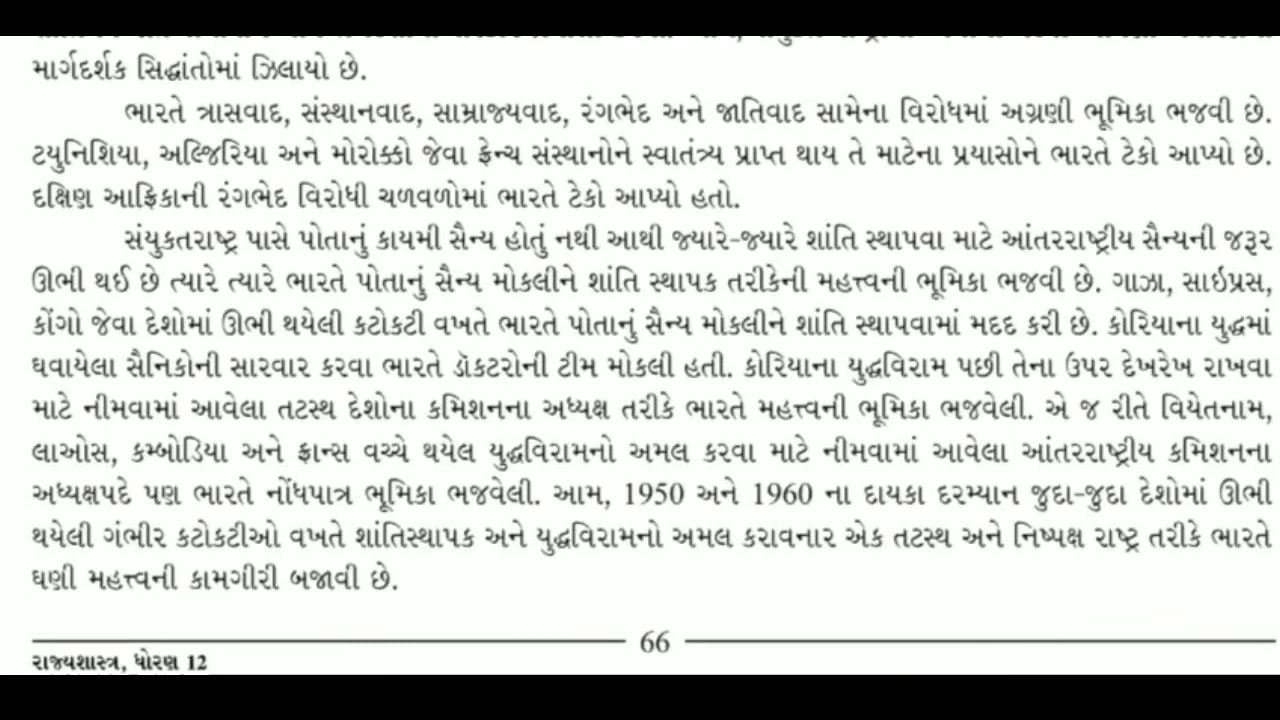 માર્ગદર્શક સિદ્ધાંતોમાં ઝિલાયો છે.
ભારતે ત્રાસવાદ, સંસ્થાનવાદ, સામ્રાજ્યવાદ, રંગભેદ અને જાતિવાદ સામેના વિરોધમાં અગ્રણી ભૂમિકા ભજવી છે.
ટયુનિશિયા, અલ્જિરિયા અને મોરોક્કો જેવા ફ્રેન્ચ સંસ્થાનોને સ્વાતંત્ર્ય પ્રાપ્ત થાય તે માટેના પ્રયાસોને ભારતે ટેકો આપ્યો છે.
દક્ષિણ આફ્રિકાની રંગભેદ વિરોધી ચળવળોમાં ભારતે ટેકો આપ્યો હતો.
સંયુકતરાષ્ટ્ર પાસે પોતાનું કાયમી સૈન્ય હોતું નથી આથી જ્યારે-જ્યારે શાંતિ સ્થાપવા માટે આંતરરાષ્ટ્રીય સૈન્યની જરૂર
ઊભી થઈ છે ત્યારે ત્યારે ભારતે પોતાનું સૈન્ય મોકલીને શાંતિ સ્થાપક તરીકેની મહત્ત્વની ભૂમિકા ભજવી છે. ગાઝા, સાઇપ્રસ,
કોંગો જેવા દેશોમાં ઊભી થયેલી કટોકટી વખતે ભારતે પોતાનું સૈન્ય મોકલીને શાંતિ સ્થાપવામાં મદદ કરી છે. કોરિયાના યુદ્ધમાં
ઘવાયેલા સૈનિકોની સારવાર કરવા ભારતે ડૉકટરોની ટીમ મોકલી હતી. કોરિયાના યુદ્ધવિરામ પછી તેના ઉપર દેખરેખ રાખવા
માટે નીમવામાં આવેલા તટસ્થ દેશોના કમિશનના અધ્યક્ષ તરીકે ભારતે મહત્ત્વની ભૂમિકા ભજવેલી. એ જ રીતે વિયેતનામ,
લાઓસ, કમ્બોડિયા અને ફ્રાન્સ વચ્ચે થયેલ યુદ્ધવિરામનો અમલ કરવા માટે નીમવામાં આવેલા આંતરરાષ્ટ્રીય કમિશનના
અધ્યક્ષપદે પણ ભારતે નોંધપાત્ર ભૂમિકા ભજવેલી. આમ, 1950 અને 1960 ના દાયકા દરમ્યાન જુદા-જુદા દેશોમાં ઊભી
થયેલી ગંભીર કટોકટીઓ વખતે શાંતિસ્થાપક અને યુદ્ધવિરામનો અમલ કરાવનાર એક તટસ્થ અને નિષ્પક્ષ રાષ્ટ્ર તરીકે ભારતે
ઘણી મહત્ત્વની કામગીરી બજાવી છે.
66
રાજ્યશાસ્ત્ર, ધોરણ 12